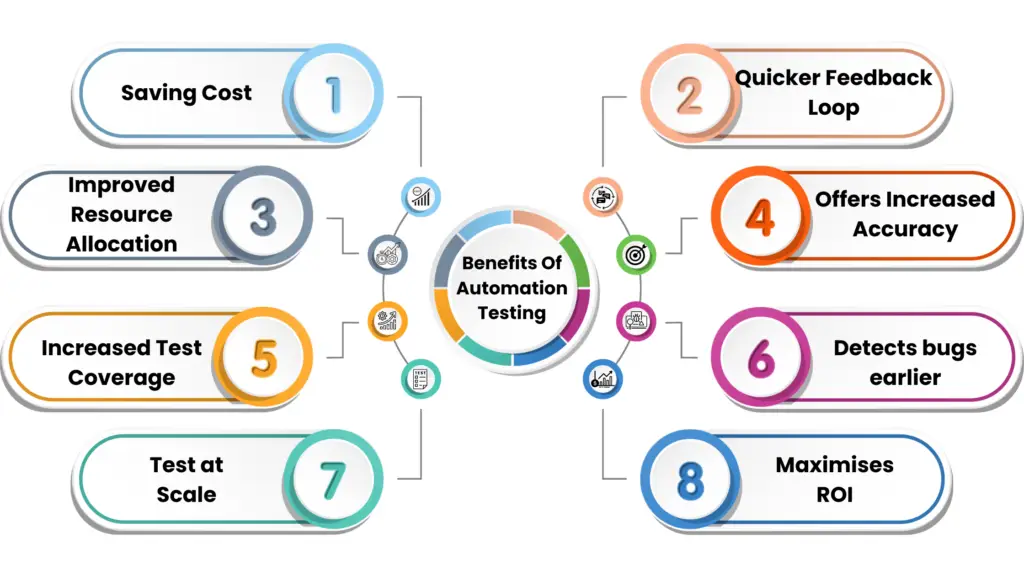 Saving Cost
1
2
Quicker Feedback
Loop
Improved
Resource
Allocation
3
4
Offers Increased
Accuracy
Benefits Of
Automation
Testing
Increased Test
Coverage
5
6
Detects bugs
earlier
TEST
Test at
Scale
7
8
Maximises
ROI